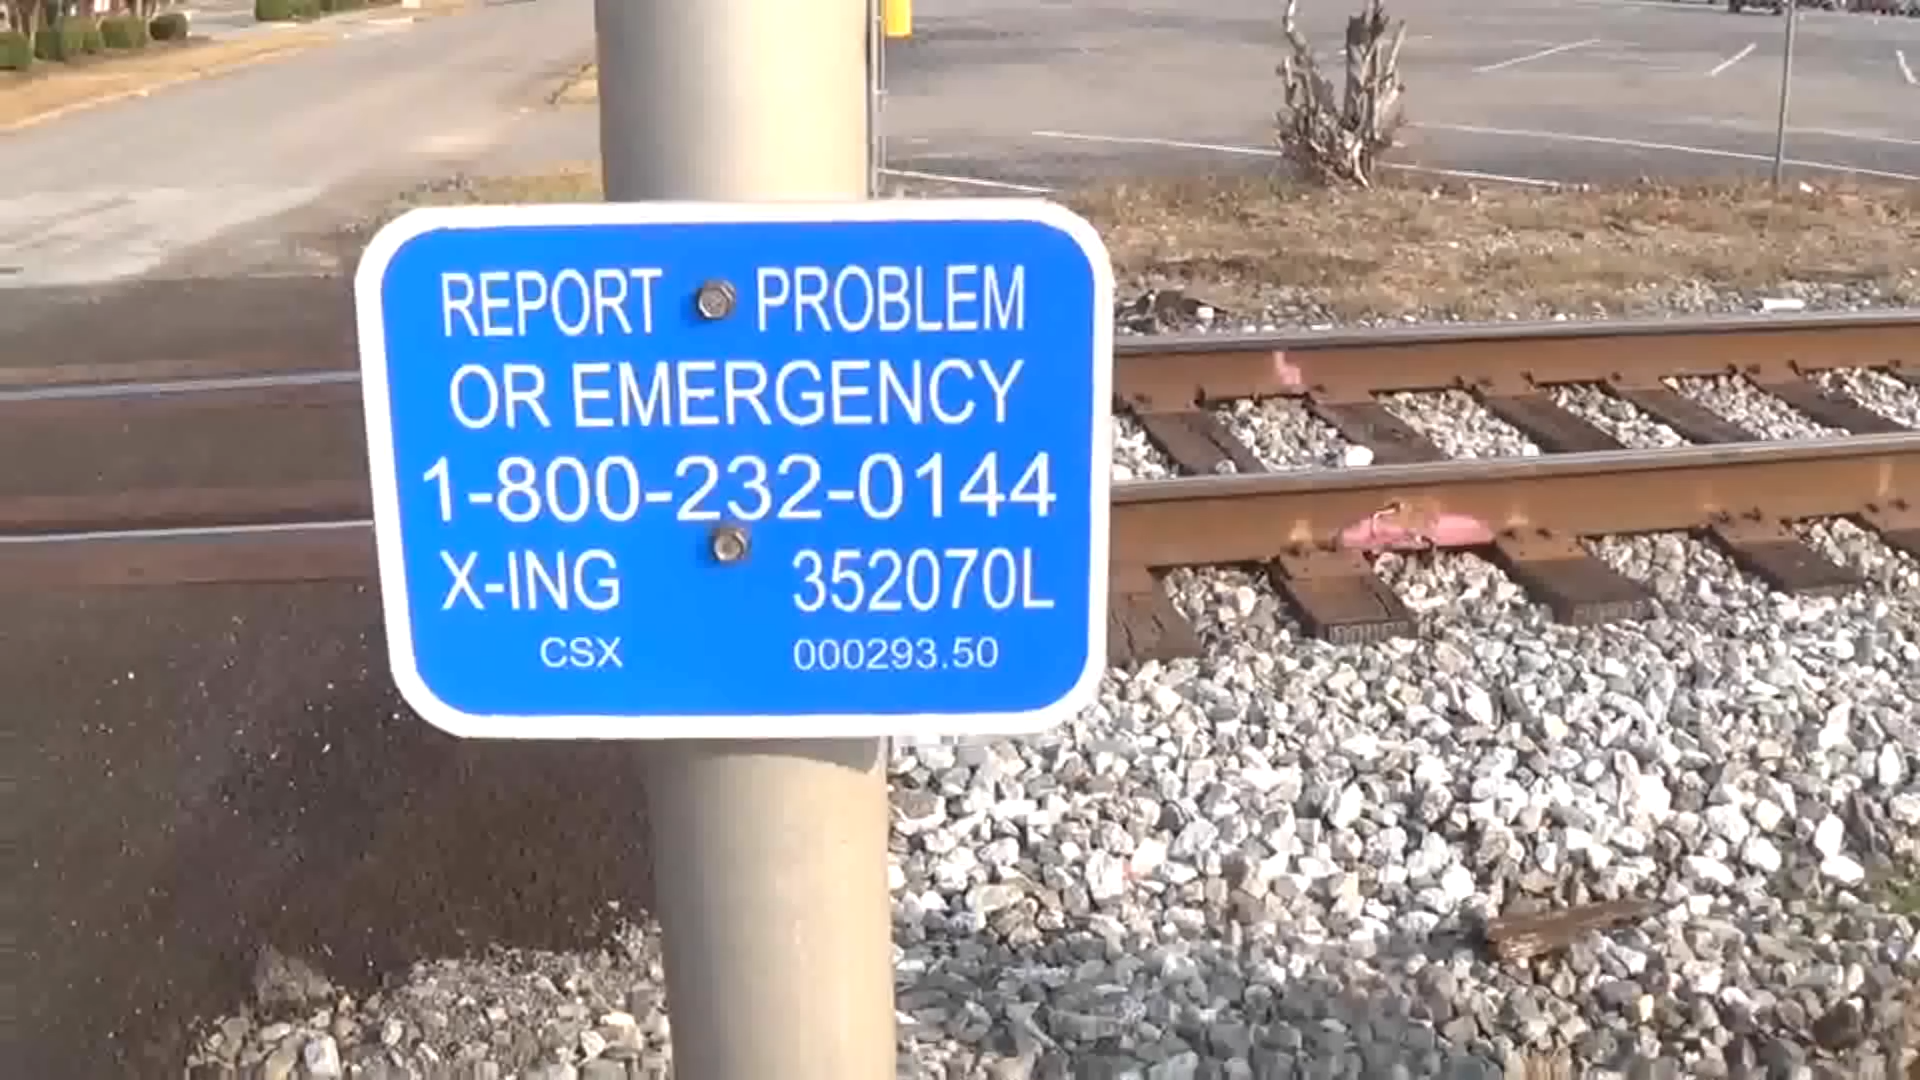 REPORT PROBLEM
OR EMERGENCY
1-800-232-0144
X-ING 352070L
CSX 000293.50